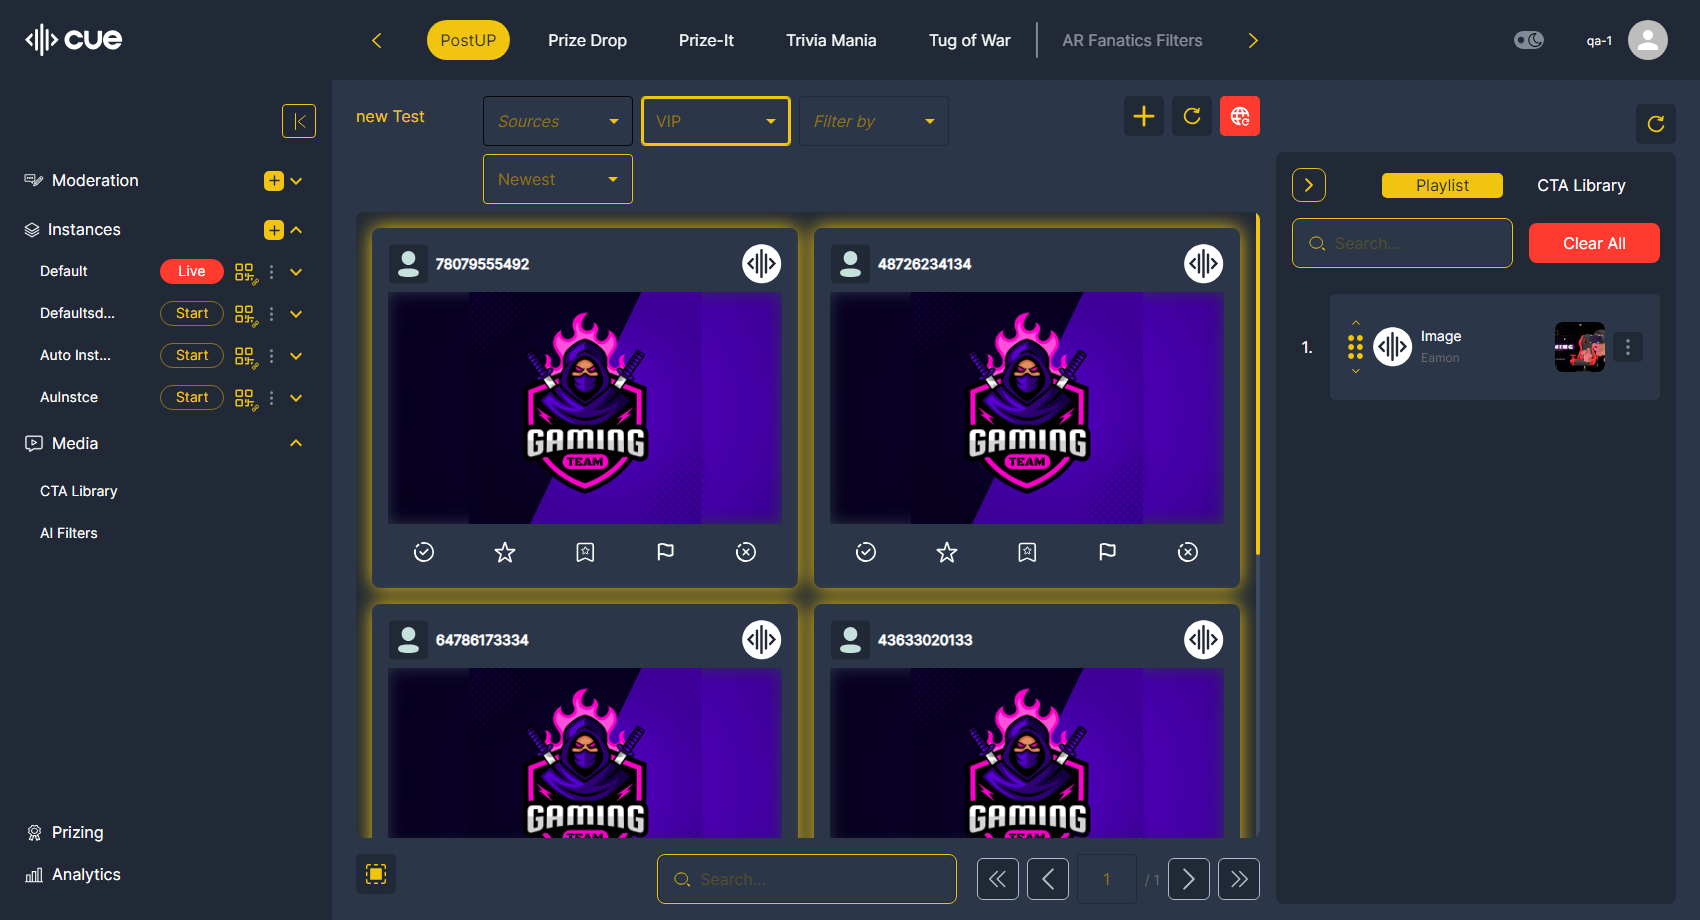 cue
PostUP
Prize Drop
Prize-It
Trivia Mania
Tug of War
AR Fanatics Filters
qa-1
Moderation
Instances
Default
Live
Defaultsd...
Start
Auto Inst...
Start
AuInstce
Start
Media
CTA Library
AI Filters
Prizing
Analytics
new Test
Sources
VIP
Filter by
Newest
78079555492
GAMING
TEAM
48726234134
GAMING
TEAM
64786173334
GAMING
TEAM
43633020133
GAMING
TEAM
Search...
1
/ 1
Playlist
CTA Library
Search...
Clear All
1.
Image
Eamon